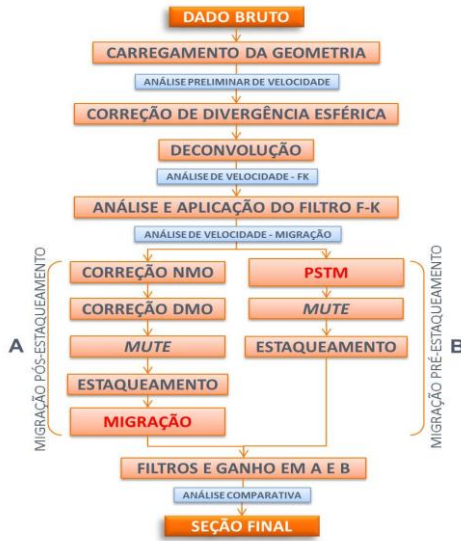 DADO BRUTO
CARREGAMENTO DA GEOMETRIA
ANÁLISE PRELIMINAR DE VELOCIDADE
CORREÇÃO DE DIVERGÊNCIA ESFÉRICA
DECONVOLUÇÃO
ANÁLISE DE VELOCIDADE - FK
ANÁLISE E APLICAÇÃO DO FILTRO F-K
ANÁLISE DE VELOCIDADE - MIGRAÇÃO
A
MIGRAÇÃO PÓS-ESTAQUEAMENTO
CORREÇÃO NMO
CORREÇÃO DMO
MUTE
ESTAQUEAMENTO
MIGRAÇÃO
PSTM
MUTE
ESTAQUEAMENTO
MIGRAÇÃO PRÉ-ESTAQUEAMENTO
B
FILTROS E GANHO EM A E B
ANÁLISE COMPARATIVA
SEÇÃO FINAL